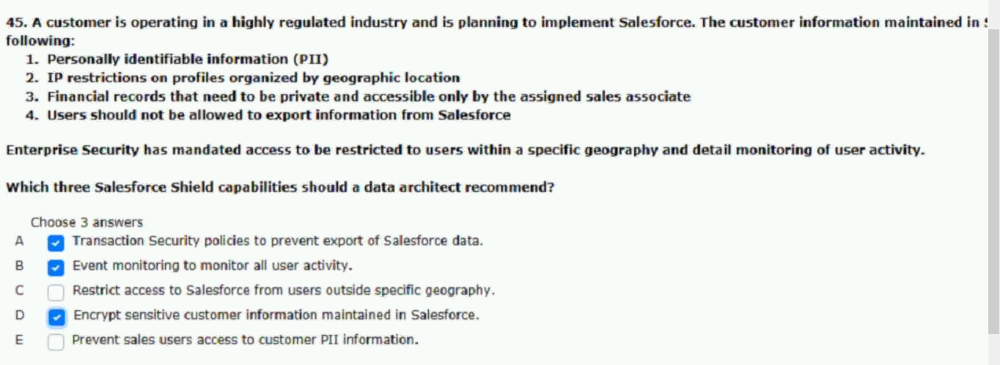 45. A customer is operating in a highly regulated industry and is planning to implement Salesforce. The customer information maintained in
following:
1. Personally identifiable information (PII)
2. IP restrictions on profiles organized by geographic location
3. Financial records that need to be private and accessible only by the assigned sales associate
4. Users should not be allowed to export information from Salesforce
Enterprise Security has mandated access to be restricted to users within a specific geography and detail monitoring of user activity.
Which three Salesforce Shield capabilities should a data architect recommend?
Choose 3 answers
A Transaction Security policies to prevent export of Salesforce data.
B Event monitoring to monitor all user activity.
C Restrict access to Salesforce from users outside specific geography.
D Encrypt sensitive customer information maintained in Salesforce.
E Prevent sales users access to customer PII information.